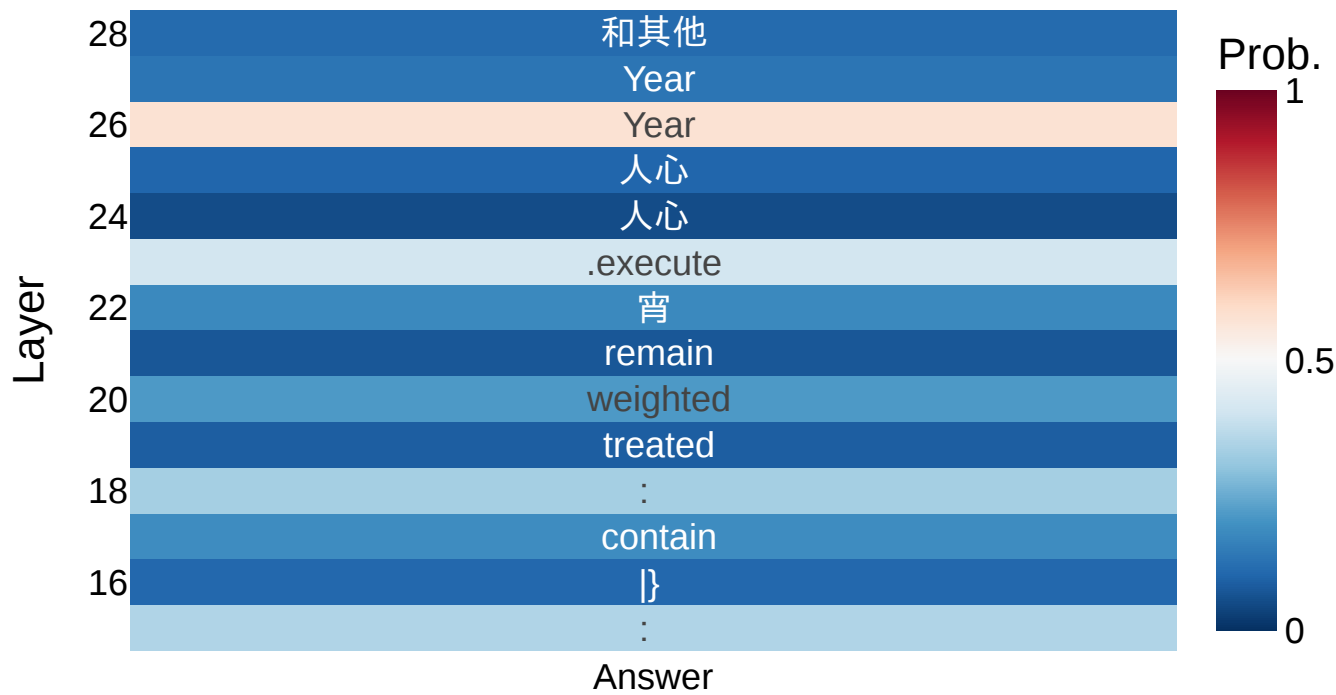 28 和其他
Year
26 Year
人心
24 人心
.execute
22 宵
remain
20 weighted
treated
18 :
contain
16 |}
:
Answer
Layer
Prob.
1
0.5
0